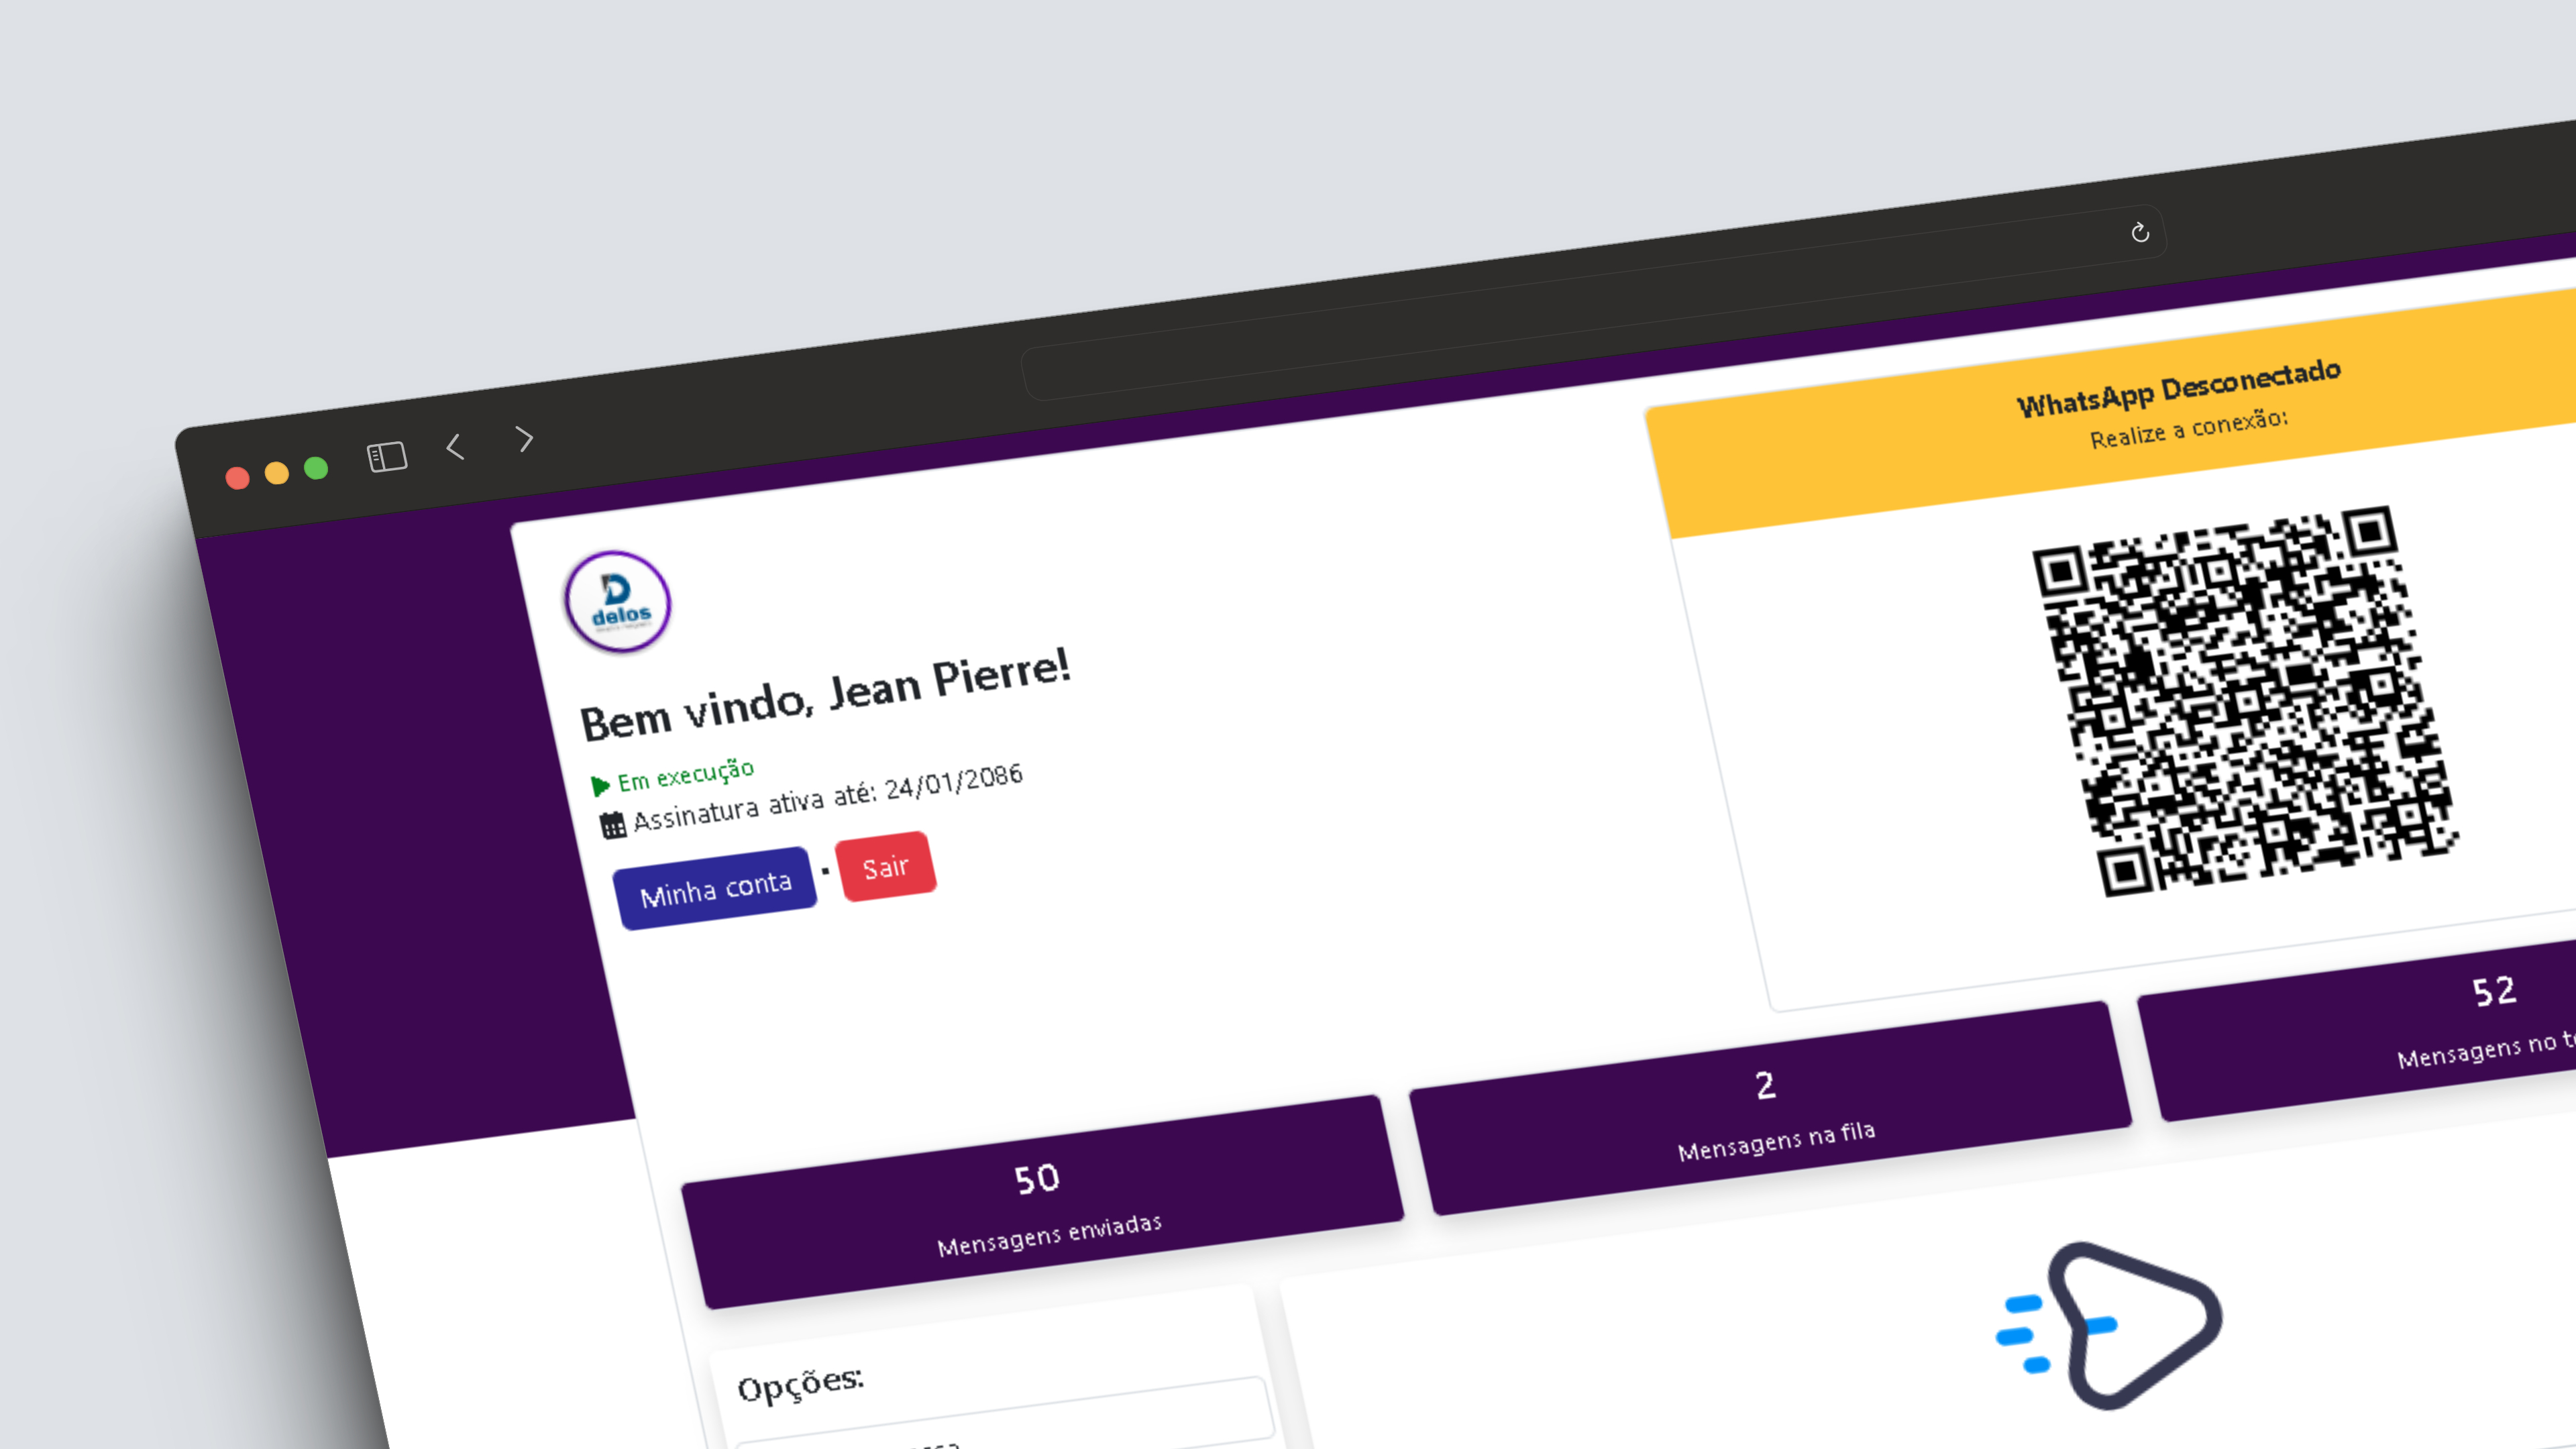 WhatsApp Desconectado
Realize a conexão:
delos
Bem vindo, Jean Pierre!
Em execução
Assinatura ativa até: 24/01/2086
Minha conta
Sair
50
Mensagens enviadas
2
Mensagens na fila
52
Mensagens no
Opções: